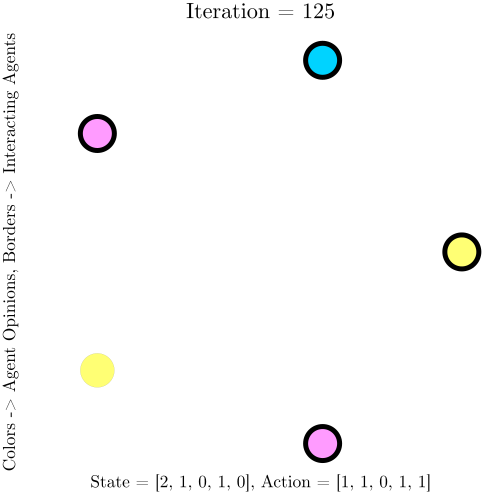 Iteration = 125
Colors -> Agent Opinions, Borders -> Interacting Agents
State = [2, 1, 0, 1, 0], Action = [1, 1, 0, 1, 1]